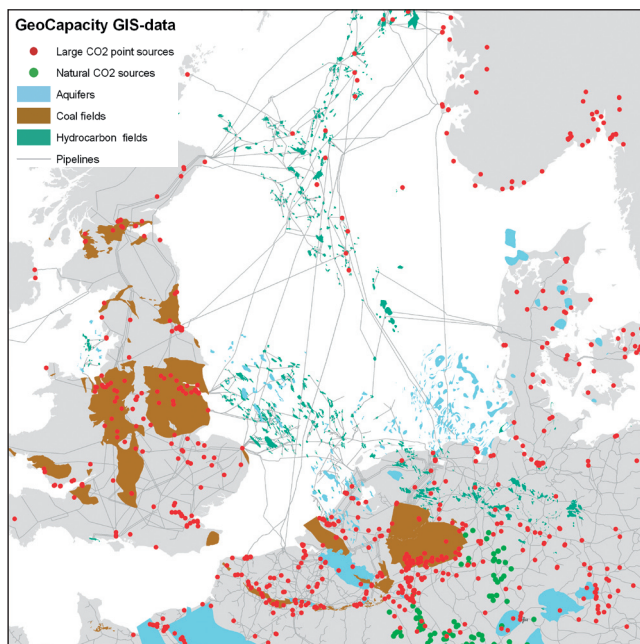 GeoCapacity GIS-data
Large CO2 point sources
Natural CO2 sources
Aquifers
Coal fields
Hydrocarbon fields
Pipelines